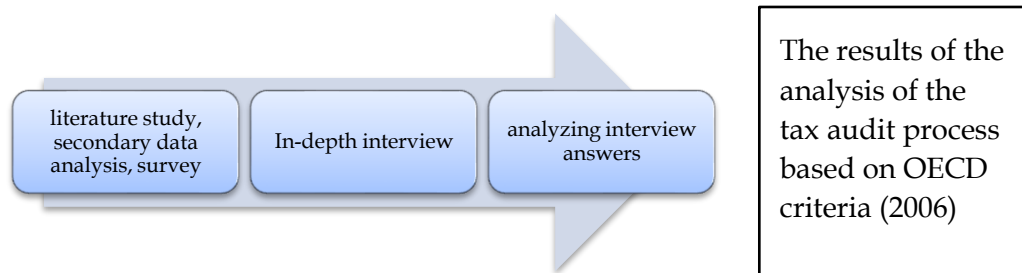 literature study,
secondary data
analysis, survey
In-depth interview
analyzing interview
answers
The results of the
analysis of the
tax audit process
based on OECD
criteria (2006)